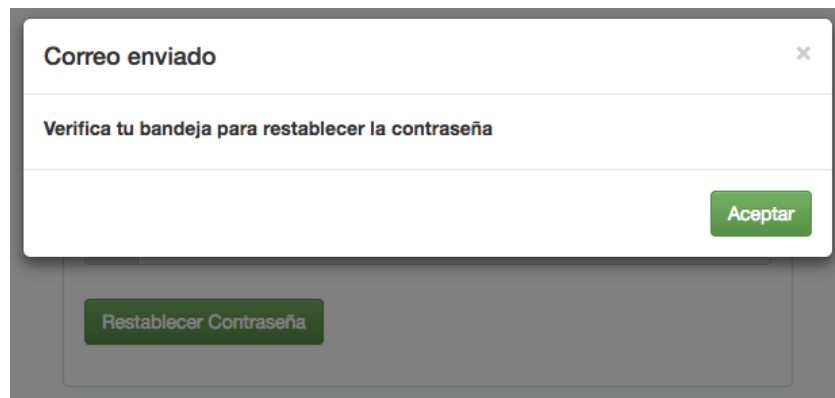 Correo enviado
×
Verifica tu bandeja para restablecer la contraseña
Aceptar
Restablecer Contraseña